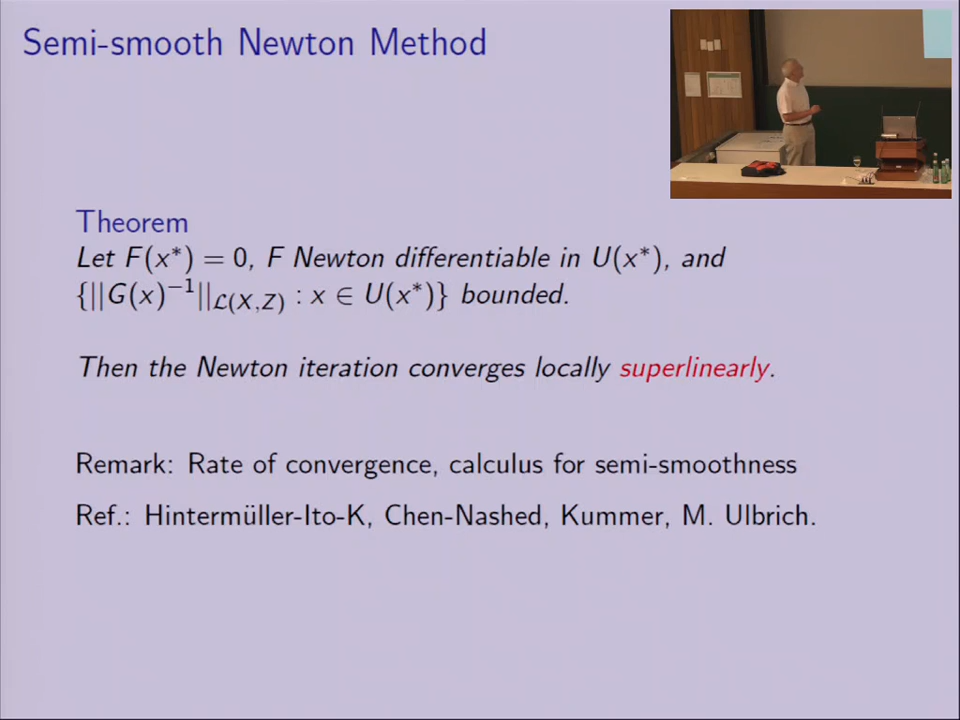 Semi-smooth Newton Method
Theorem
Let F(x*) = 0, F Newton differentiable in U(x*), and
{||G(x)⁻¹||_{𝓛(X,Z)} : x ∈ U(x*)} bounded.
Then the Newton iteration converges locally superlinearly.
Remark: Rate of convergence, calculus for semi-smoothness
Ref.: Hintermüller-Ito-K, Chen-Nashed, Kummer, M. Ulbrich.